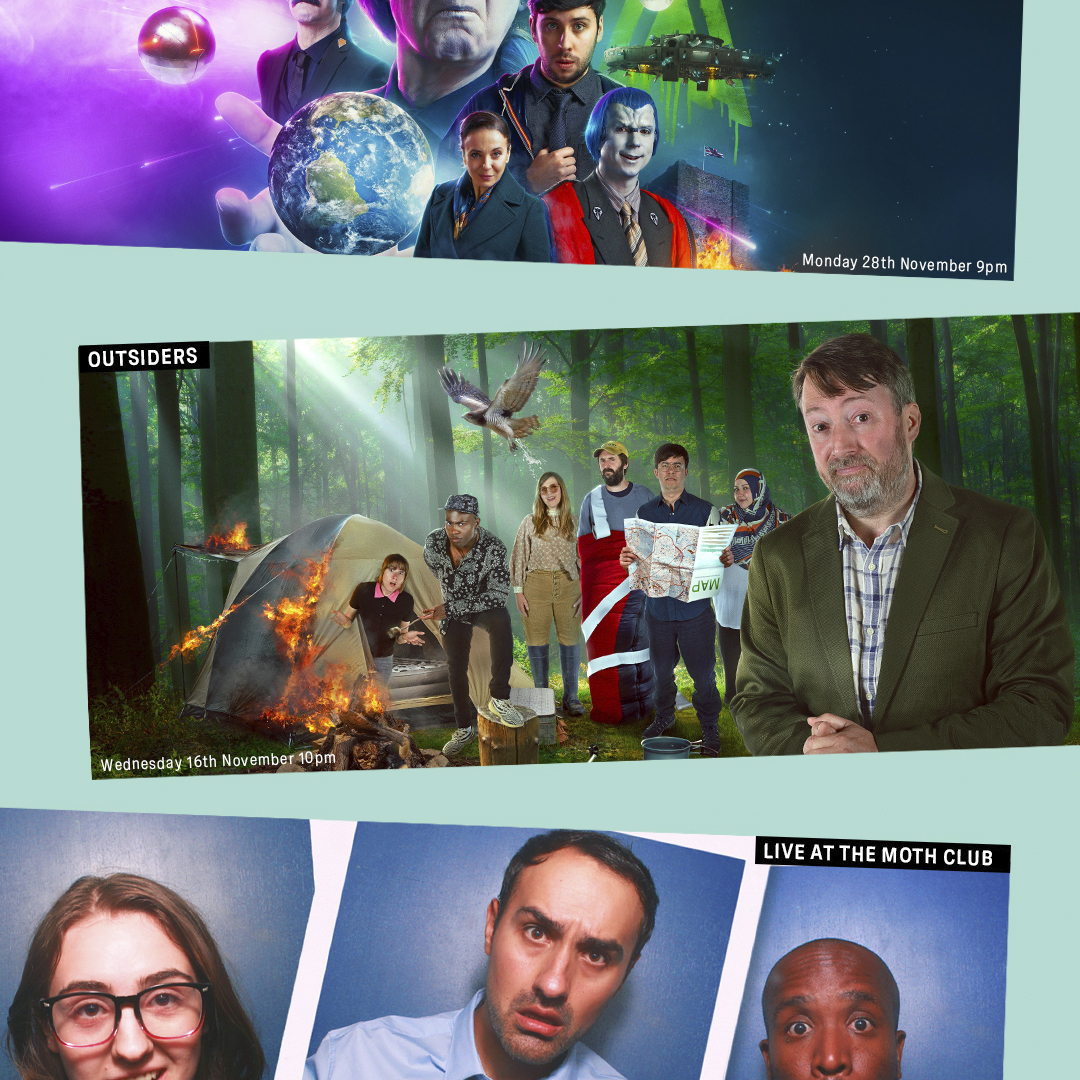 Monday 28th November 9pm
OUTSIDERS
MAP
Wednesday 16th November 10pm
LIVE AT THE MOTH CLUB